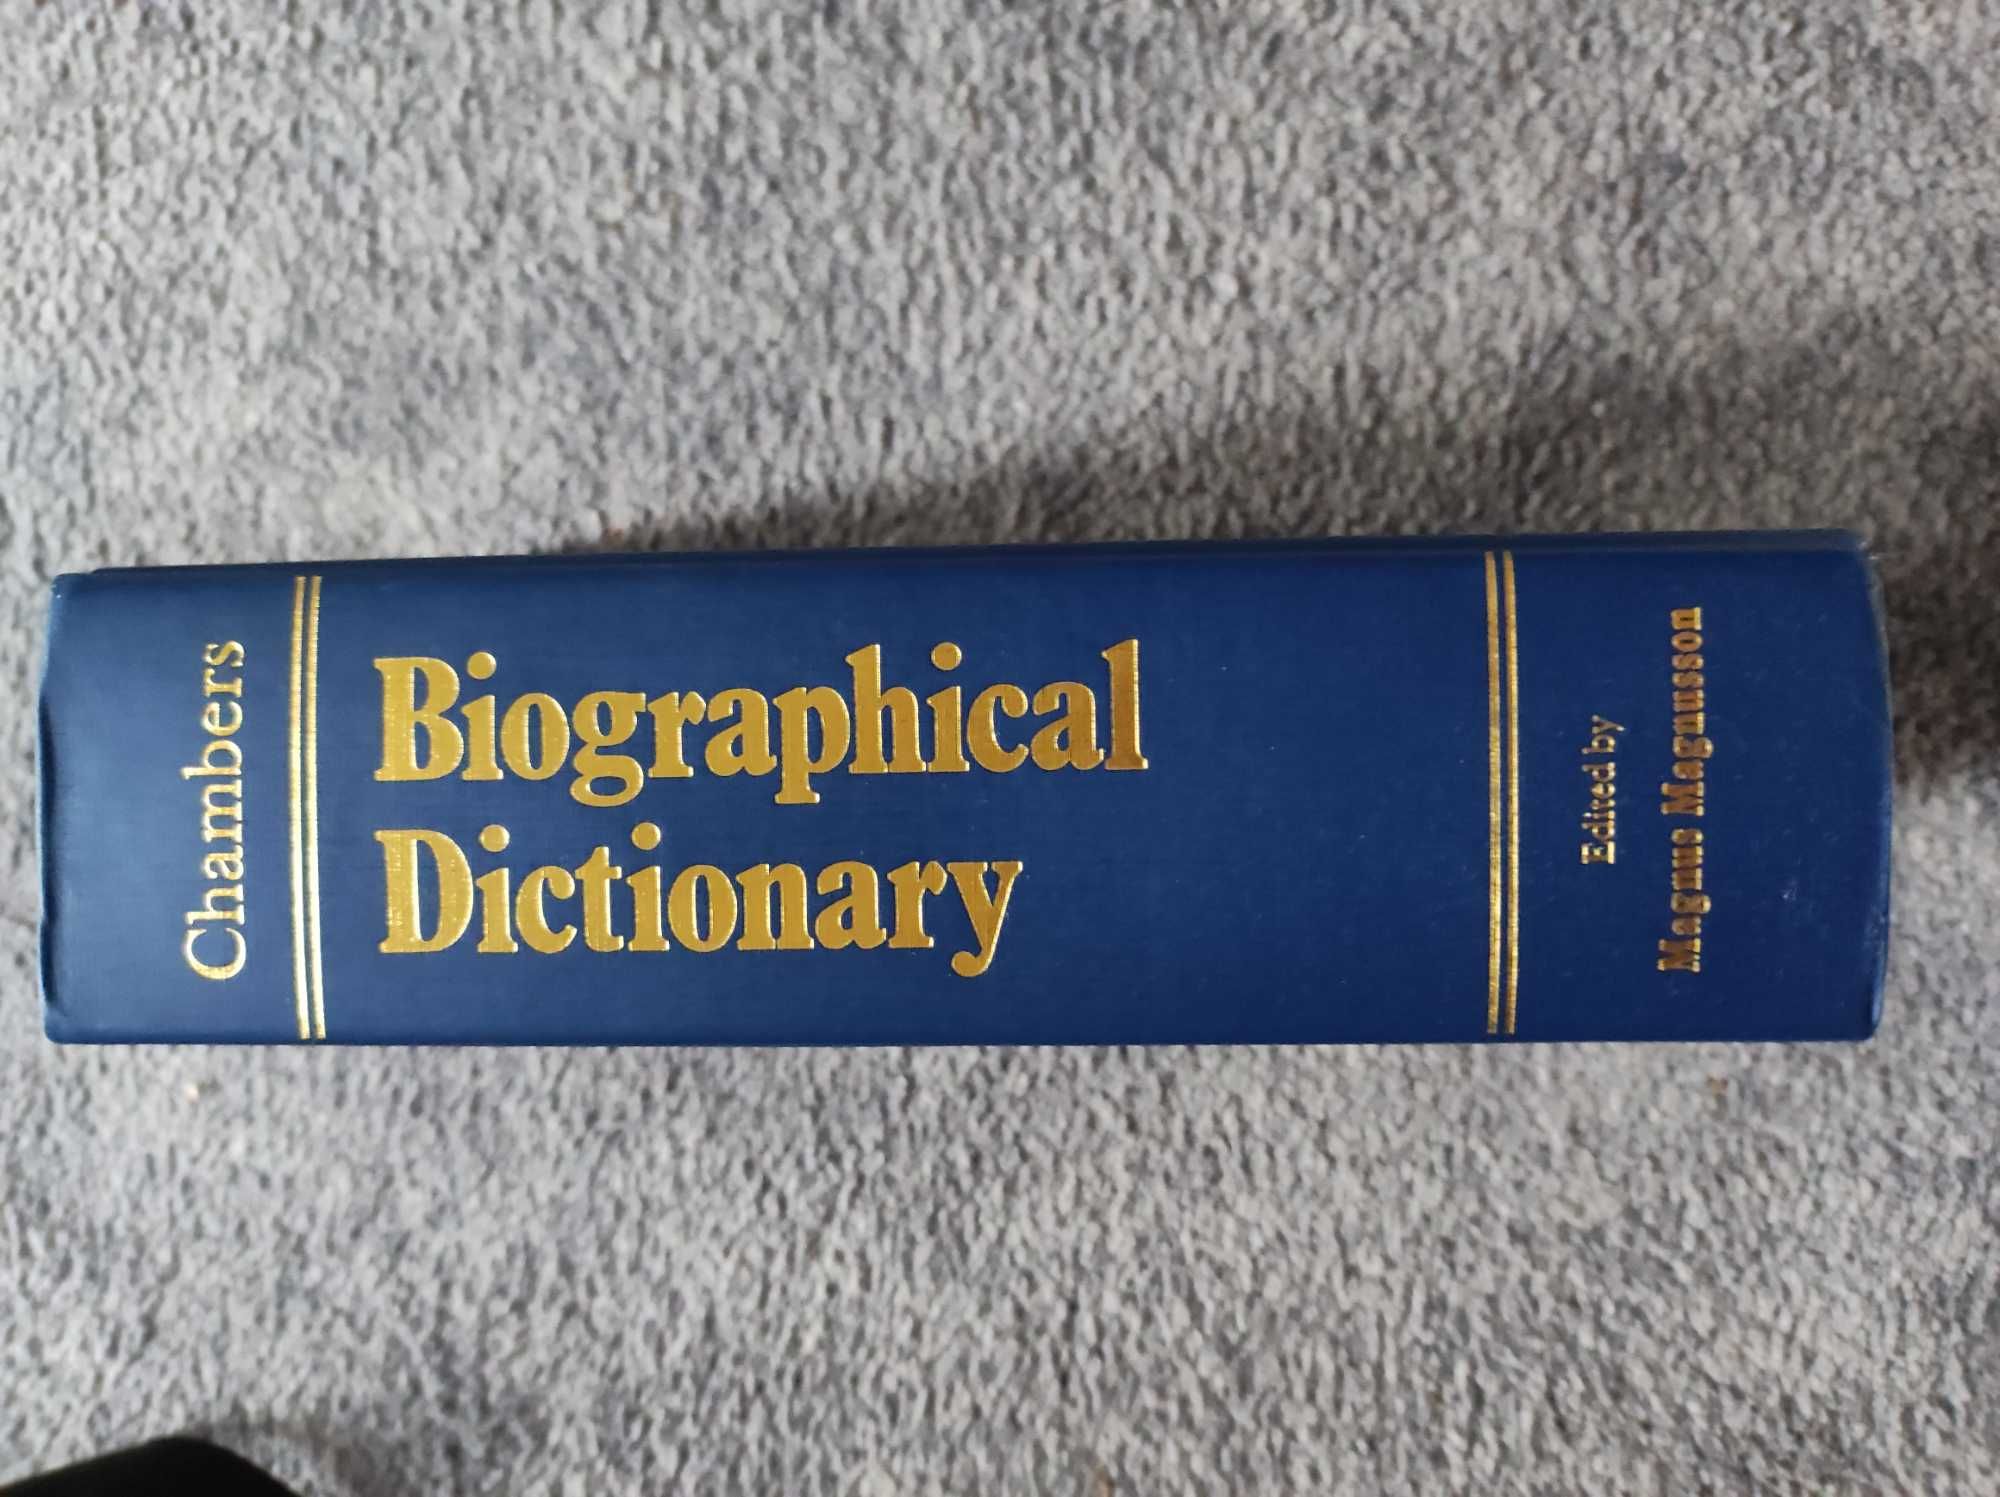 Chambers
Biographical
Dictionary
Edited by
Magnus Magnusson